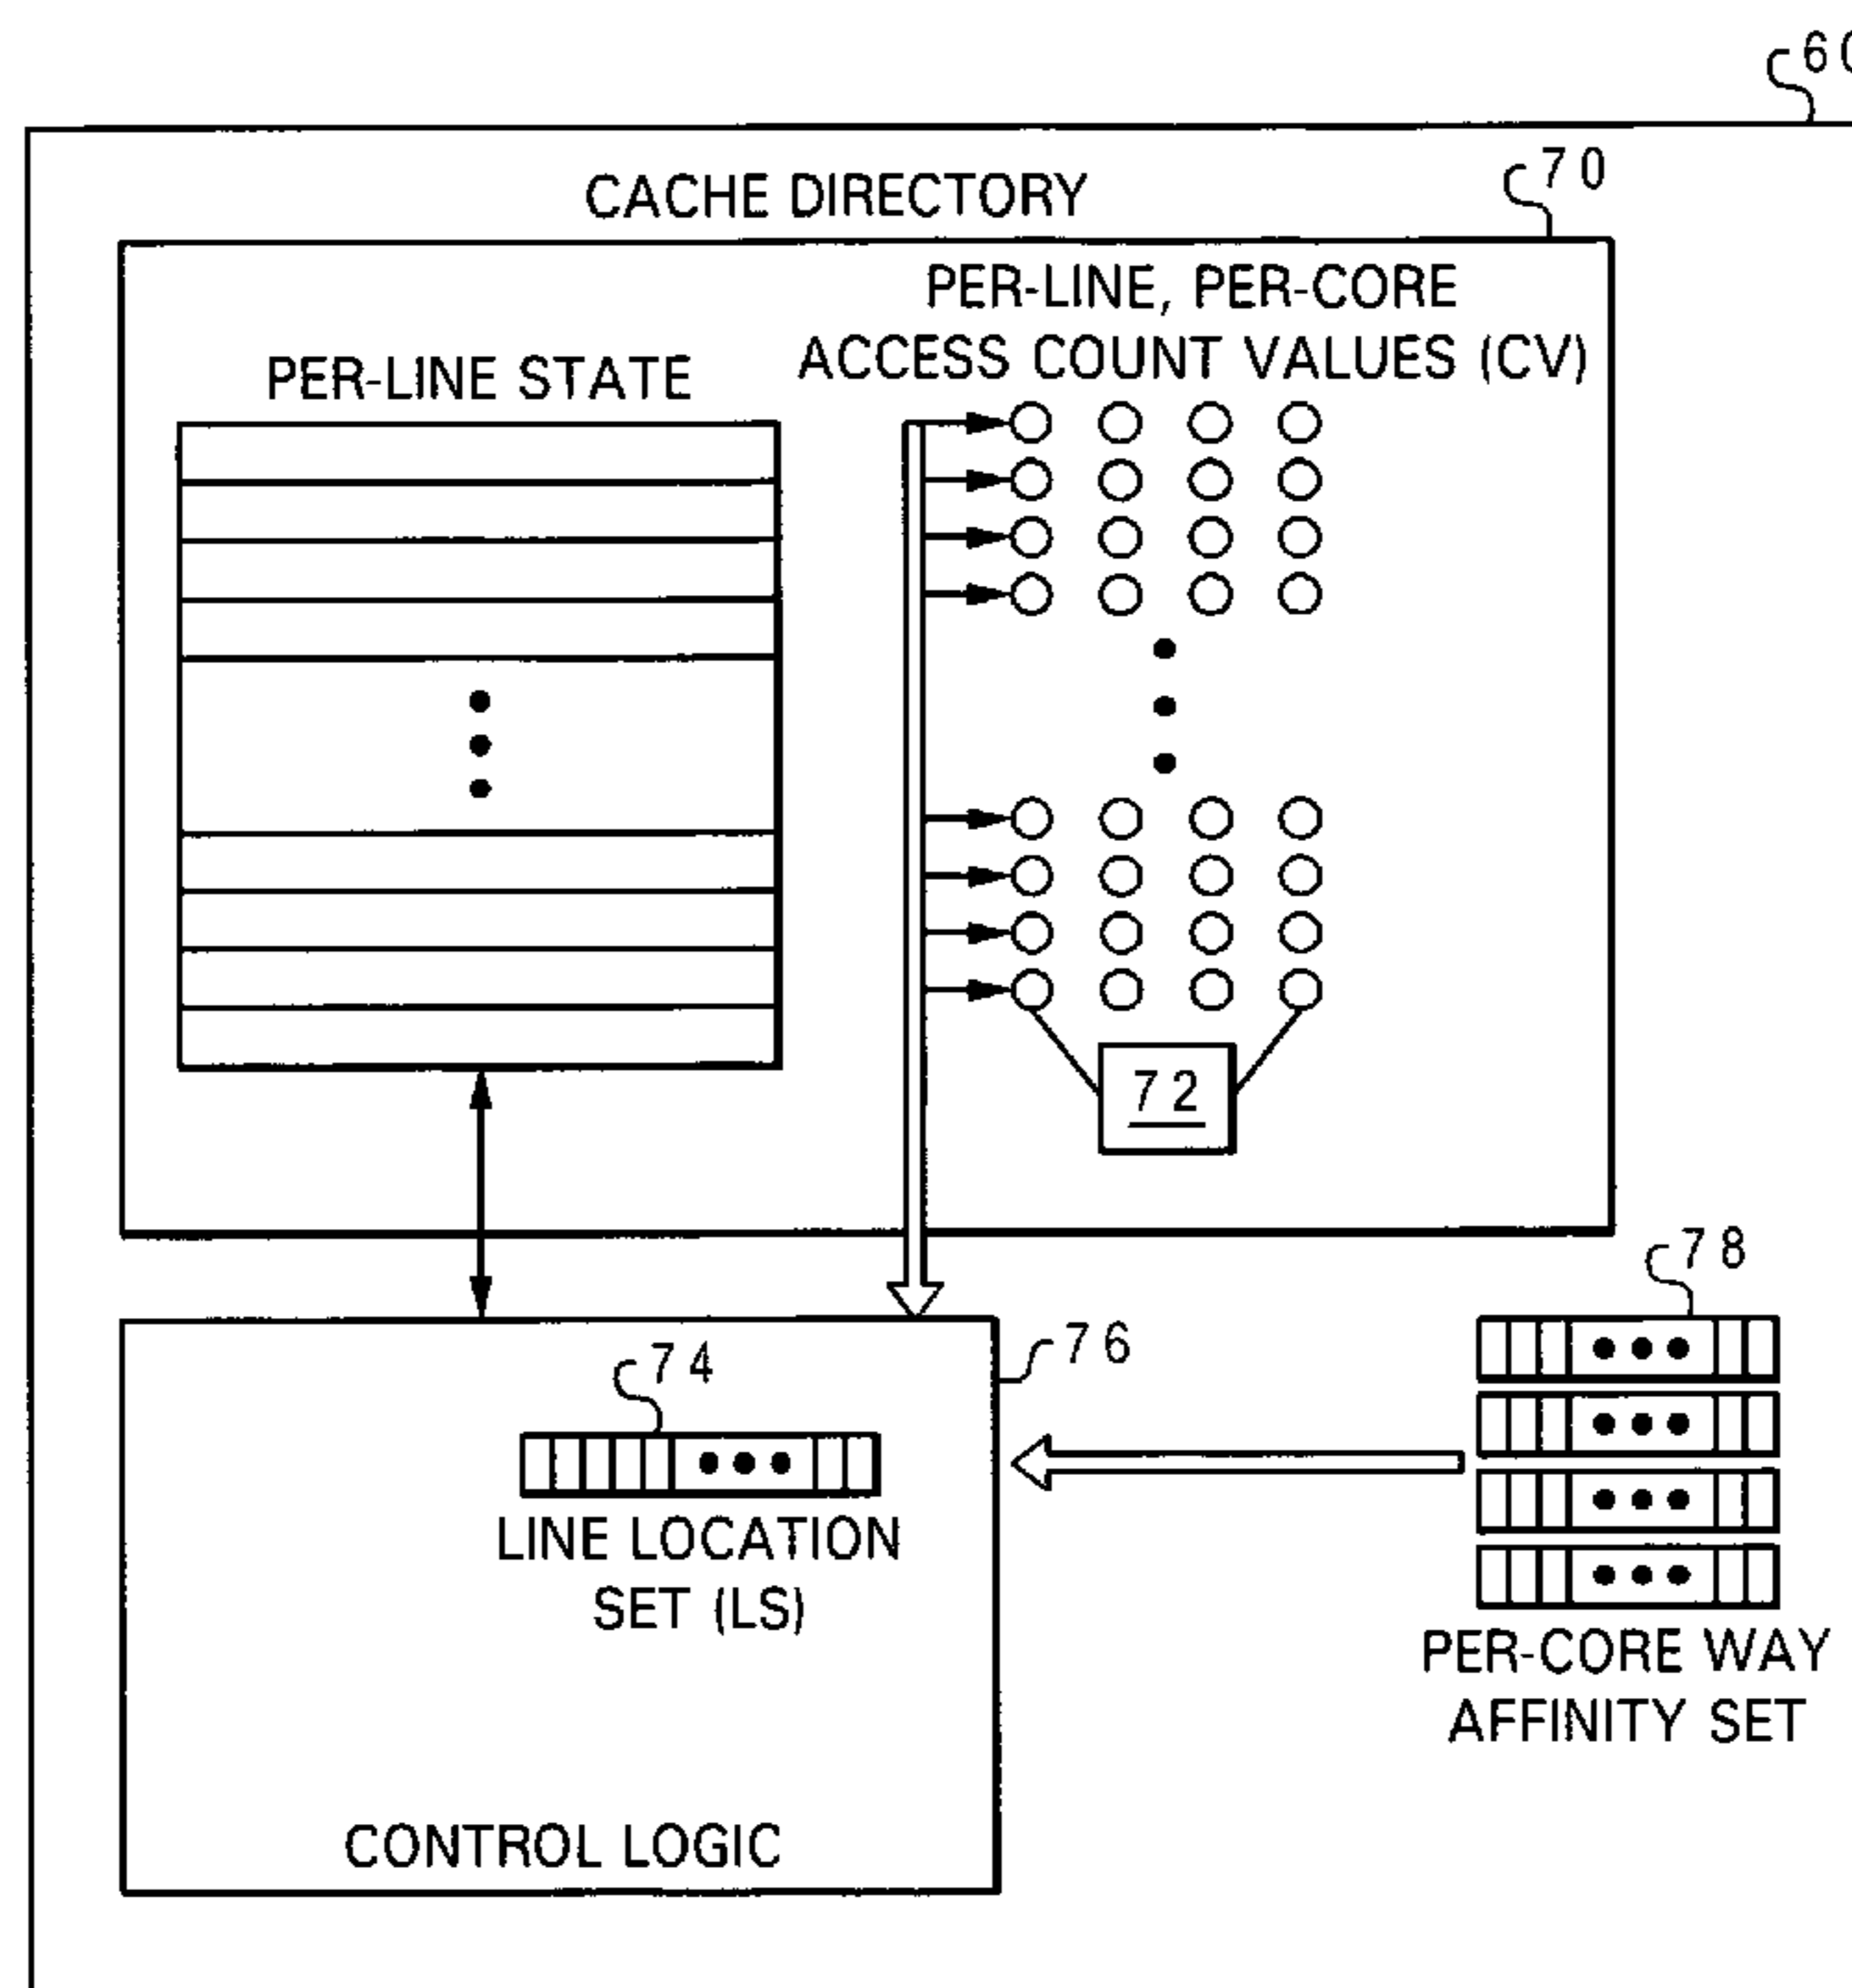 60
CACHE DIRECTORY
70
PER-LINE, PER-CORE
ACCESS COUNT VALUES (CV)
PER-LINE STATE
72
78
76
74
LINE LOCATION
SET (LS)
PER-CORE WAY
AFFINITY SET
CONTROL LOGIC